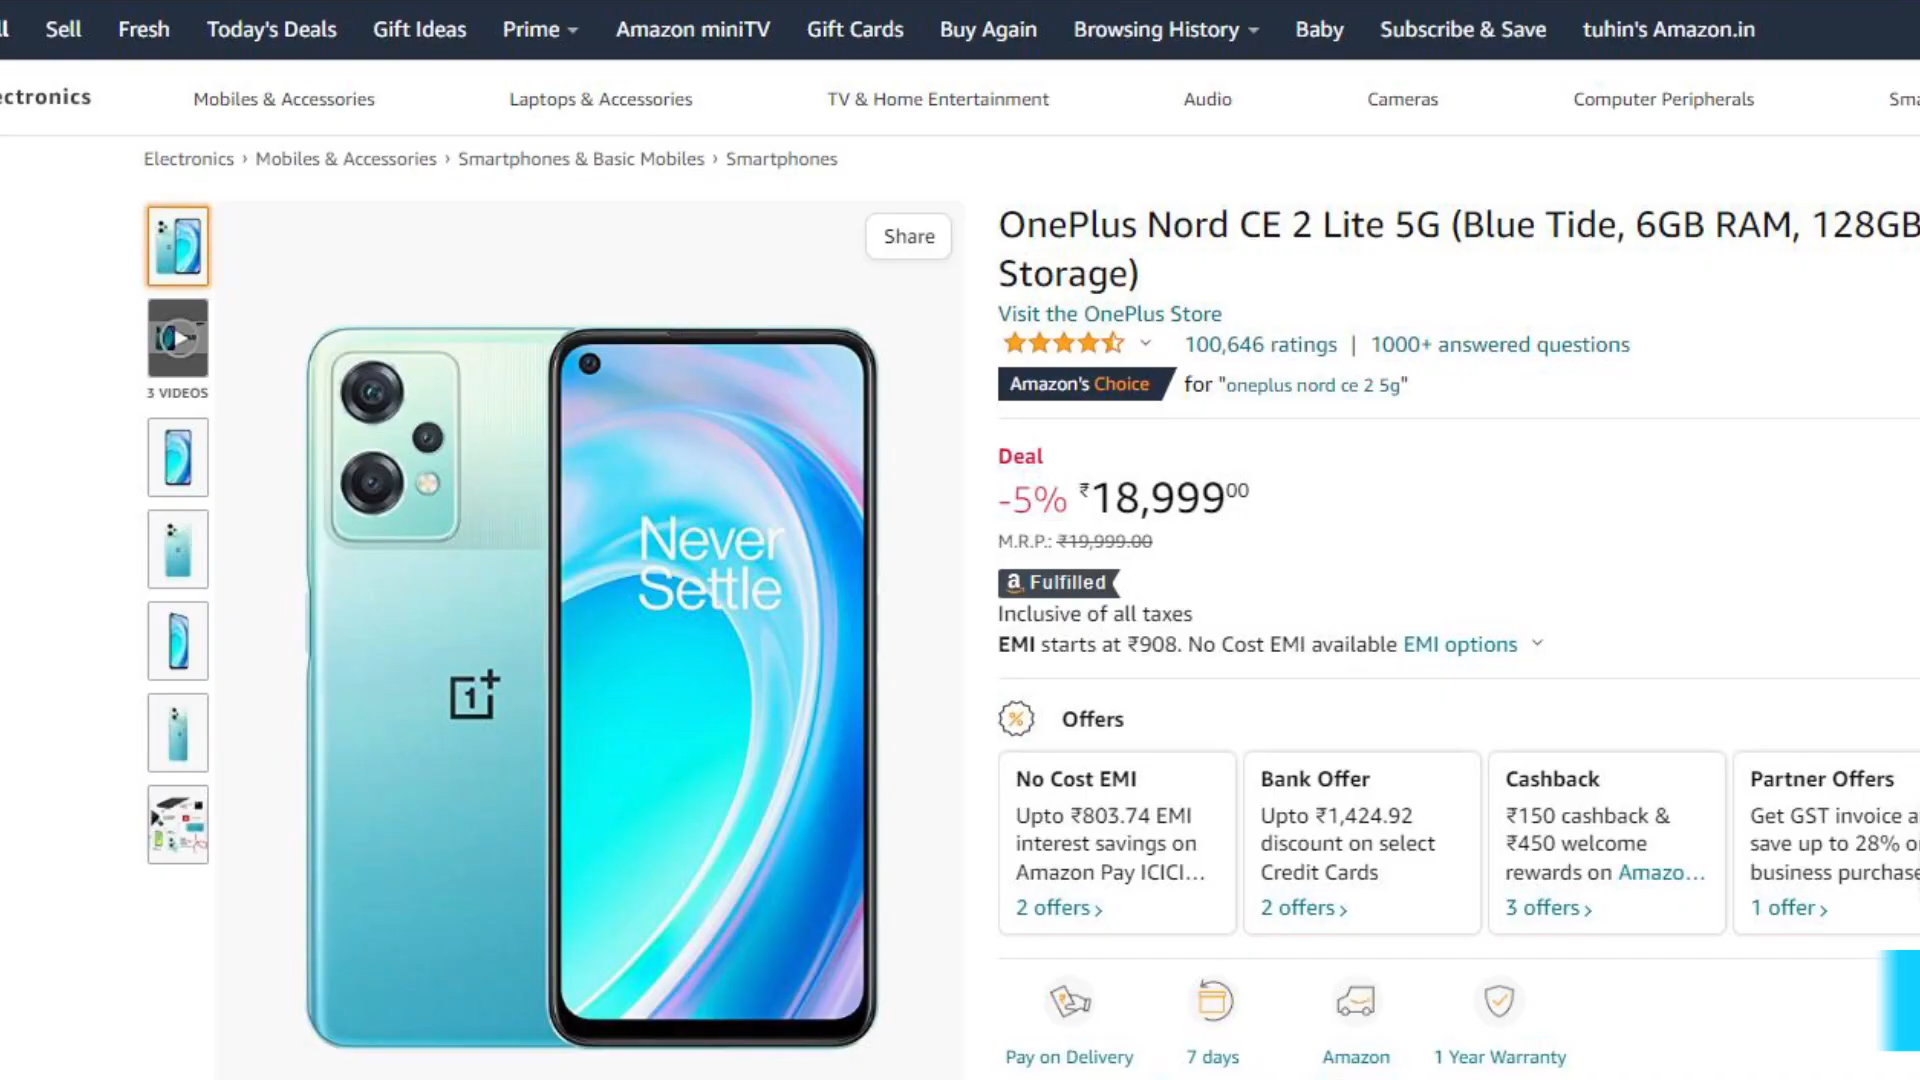 Sell Fresh Today's Deals Gift Ideas Prime Amazon miniTV Gift Cards Buy Again Browsing History Baby Subscribe & Save tuhin's Amazon.in
ectronics Mobiles & Accessories Laptops & Accessories TV & Home Entertainment Audio Cameras Computer Peripherals Sma
Electronics › Mobiles & Accessories › Smartphones & Basic Mobiles › Smartphones
Share
3 VIDEOS
Never
Settle
1+
OnePlus Nord CE 2 Lite 5G (Blue Tide, 6GB RAM, 128GB
Storage)
Visit the OnePlus Store
100,646 ratings | 1000+ answered questions
Amazon's Choice for "oneplus nord ce 2 5g"
Deal
-5% ₹18,99900
M.R.P.: ₹19,999.00
a Fulfilled
Inclusive of all taxes
EMI starts at ₹908. No Cost EMI available EMI options
% Offers
No Cost EMI
Upto ₹803.74 EMI
interest savings on
Amazon Pay ICICI...
2 offers ›
Bank Offer
Upto ₹1,424.92
discount on select
Credit Cards
2 offers ›
Cashback
₹150 cashback &
₹450 welcome
rewards on Amazo...
3 offers ›
Partner Offers
Get GST invoice a
save up to 28% o
business purchase
1 offer ›
Pay on Delivery
7 days
Amazon
1 Year Warranty